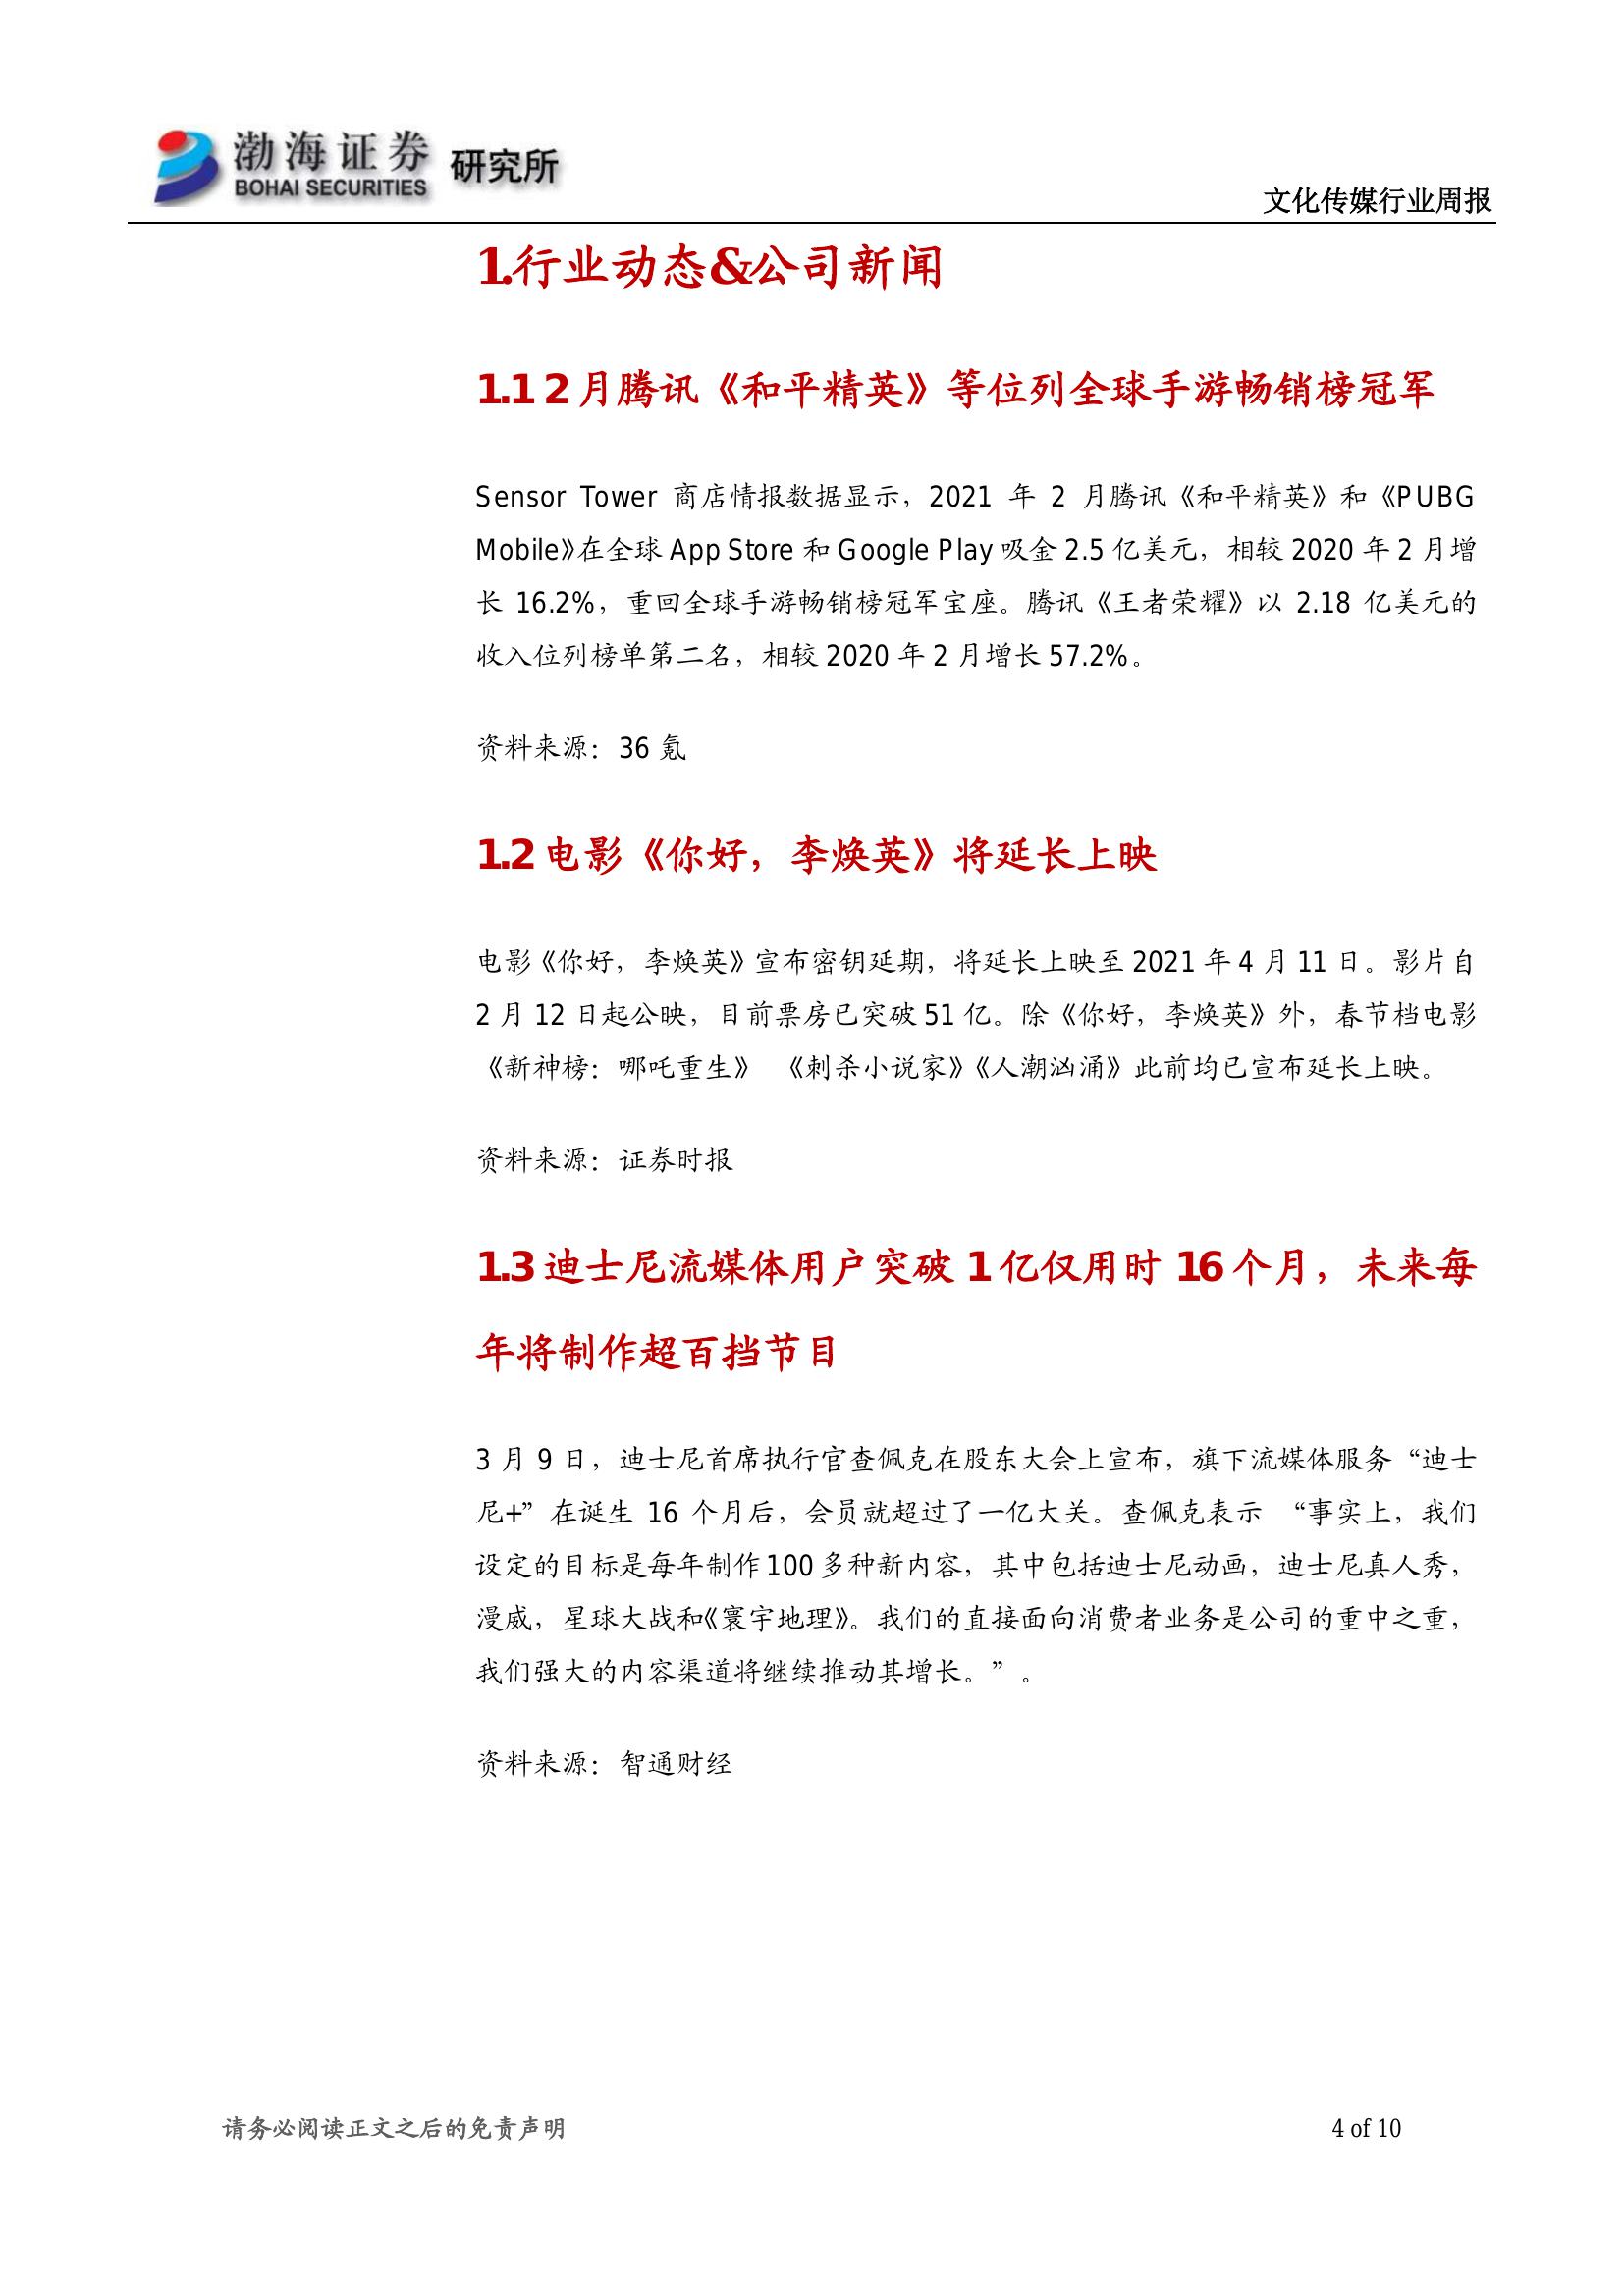 渤海证券 研究所
BOHAI SECURITIES
文化传媒行业周报
1.行业动态&公司新闻
1.1 2 月腾讯《和平精英》等位列全球手游畅销榜冠军
Sensor Tower 商店情报数据显示，2021 年 2 月腾讯《和平精英》和《PUBG
Mobile》在全球 App Store 和 Google Play 吸金 2.5 亿美元，相较 2020 年 2 月增
长 16.2%，重回全球手游畅销榜冠军宝座。腾讯《王者荣耀》以 2.18 亿美元的
收入位列榜单第二名，相较 2020 年 2 月增长 57.2%。
资料来源：36 氪
1.2 电影《你好，李焕英》将延长上映
电影《你好，李焕英》宣布密钥延期，将延长上映至 2021 年 4 月 11 日。影片自
2 月 12 日起公映，目前票房已突破 51 亿。除《你好，李焕英》外，春节档电影
《新神榜：哪吒重生》 《刺杀小说家》《人潮汹涌》此前均已宣布延长上映。
资料来源：证券时报
1.3 迪士尼流媒体用户突破 1 亿仅用时 16 个月，未来每
年将制作超百挡节目
3 月 9 日，迪士尼首席执行官查佩克在股东大会上宣布，旗下流媒体服务“迪士
尼+”在诞生 16 个月后，会员就超过了一亿大关。查佩克表示 “事实上，我们
设定的目标是每年制作 100 多种新内容，其中包括迪士尼动画，迪士尼真人秀，
漫威，星球大战和《寰宇地理》。我们的直接面向消费者业务是公司的重中之重，
我们强大的内容渠道将继续推动其增长。”。
资料来源：智通财经
请务必阅读正文之后的免责声明
4 of 10